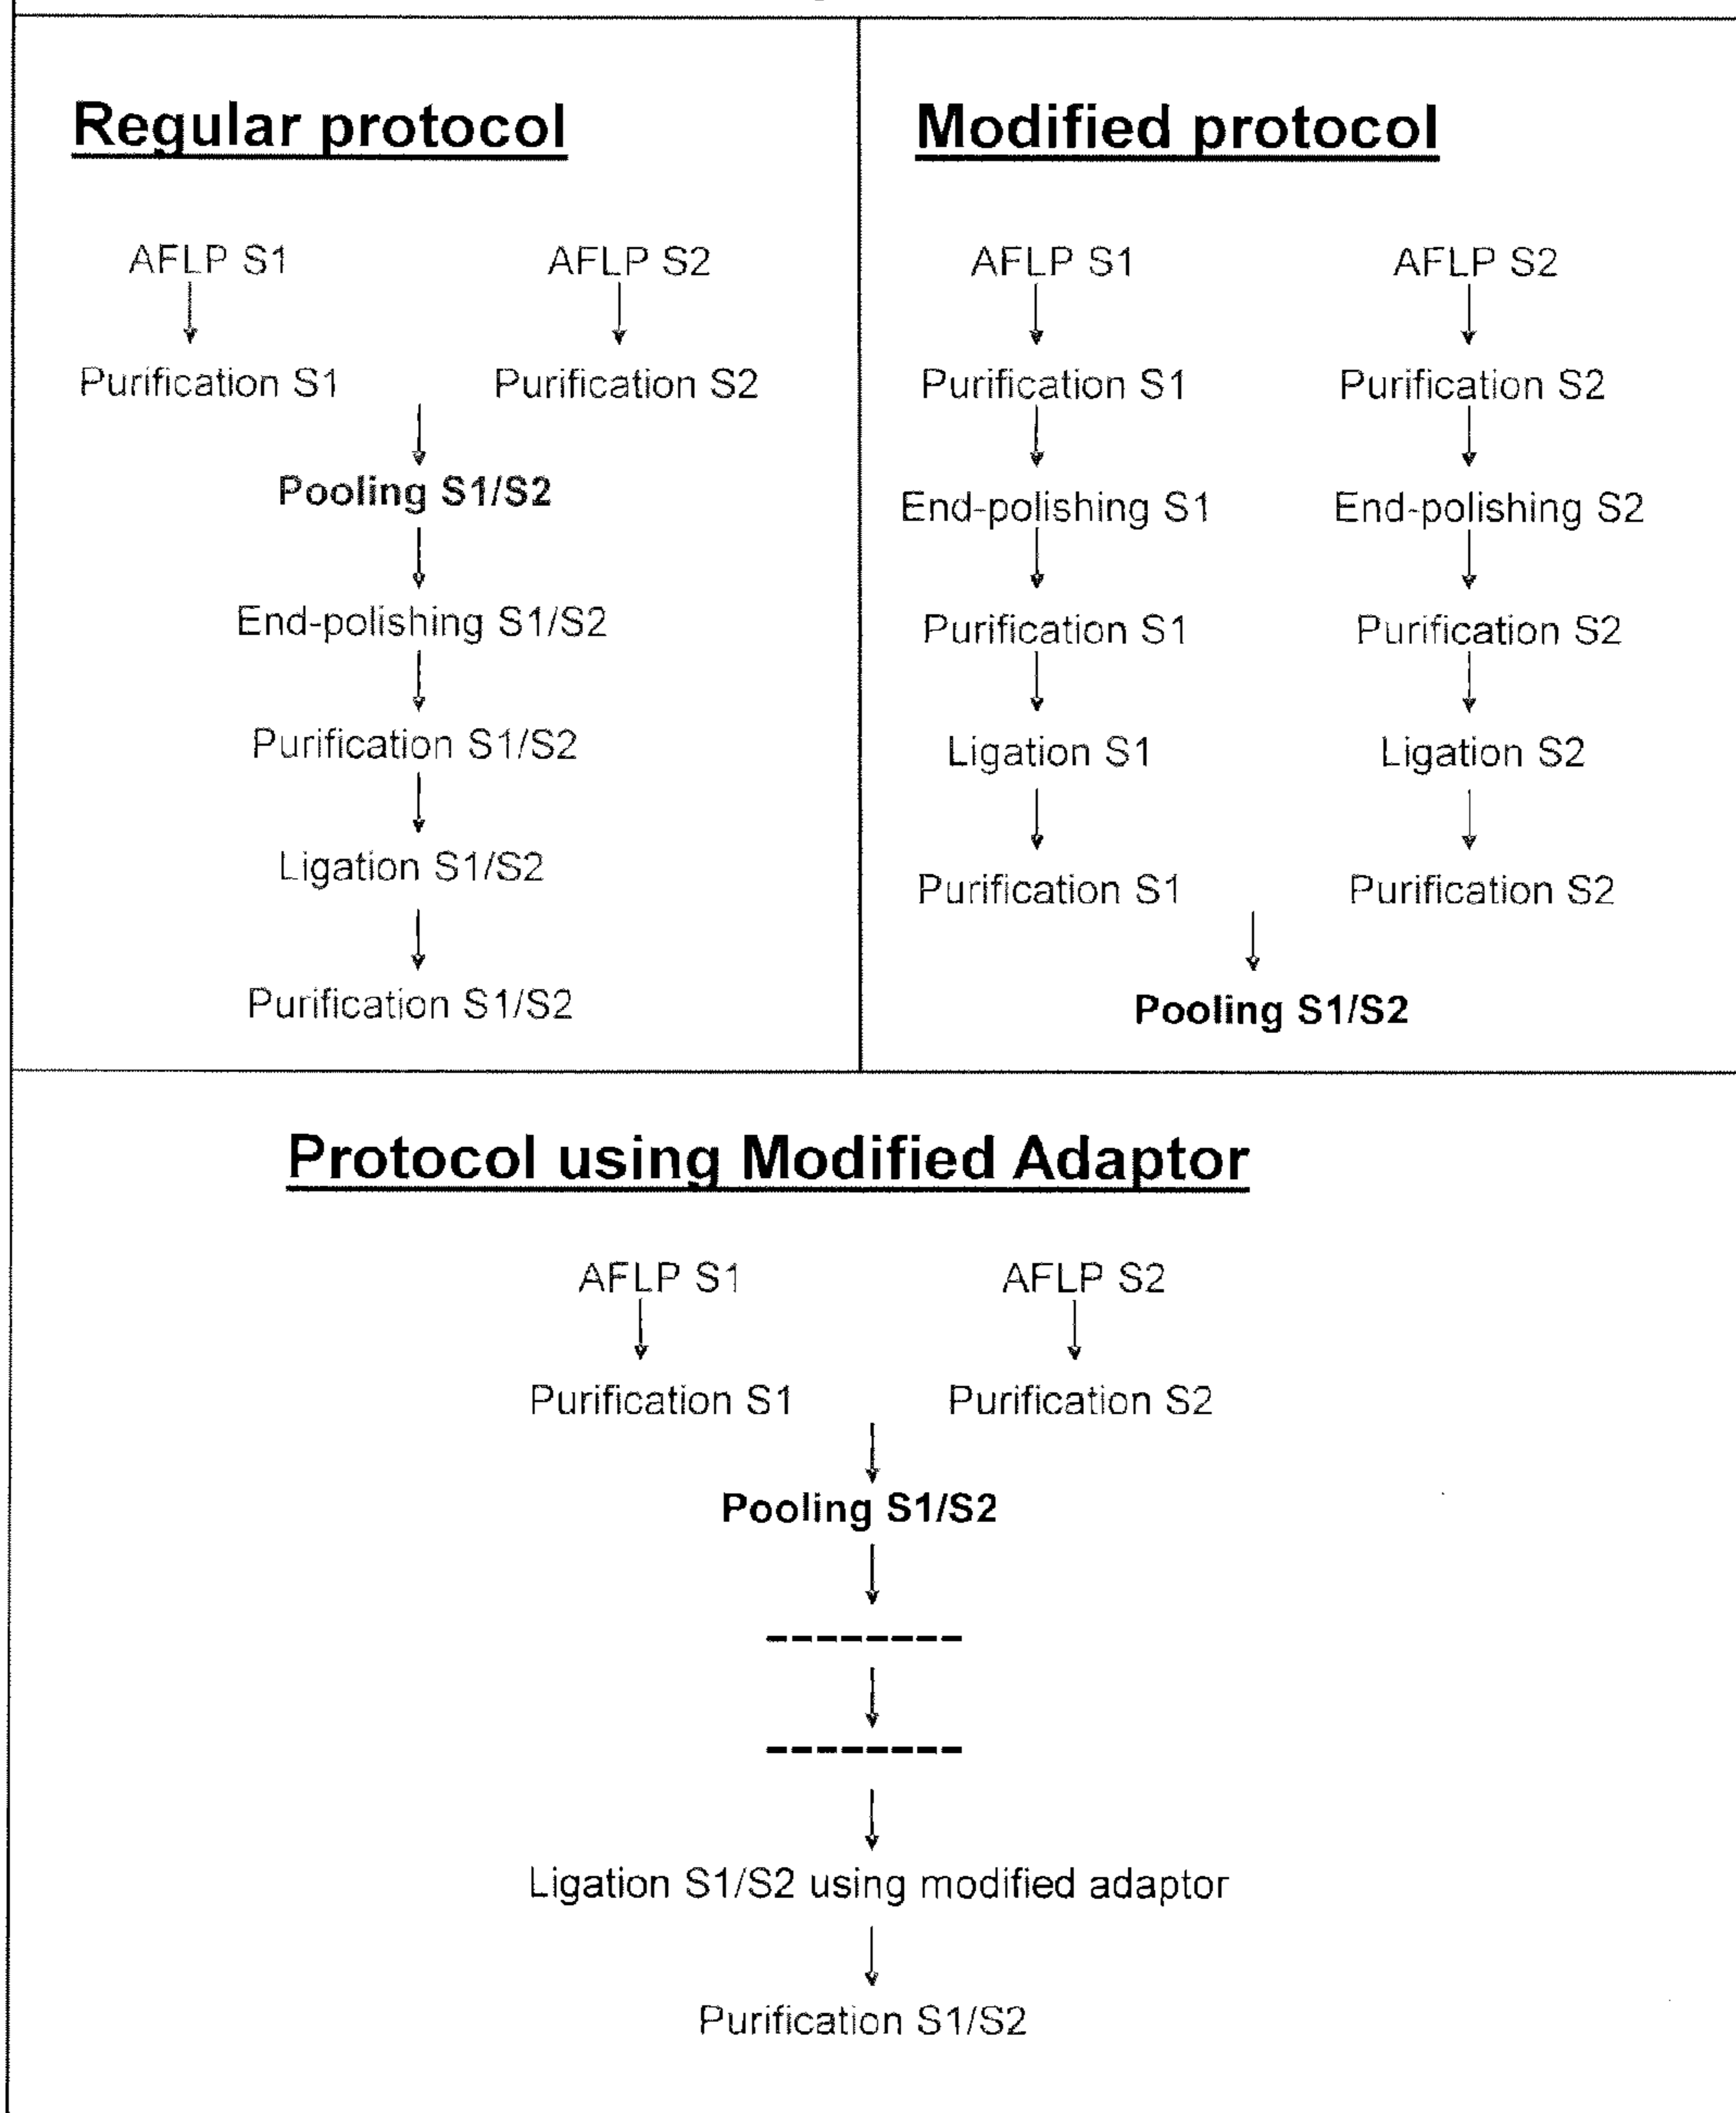 Regular protocol
AFLP S1 AFLP S2
Purification S1 Purification S2
Pooling S1/S2
End-polishing S1/S2
Purification S1/S2
Ligation S1/S2
Purification S1/S2
Modified protocol
AFLP S1 AFLP S2
Purification S1 Purification S2
End-polishing S1 End-polishing S2
Purification S1 Purification S2
Ligation S1 Ligation S2
Purification S1 Purification S2
Pooling S1/S2
Protocol using Modified Adaptor
AFLP S1 AFLP S2
Purification S1 Purification S2
Pooling S1/S2
--------
--------
Ligation S1/S2 using modified adaptor
Purification S1/S2